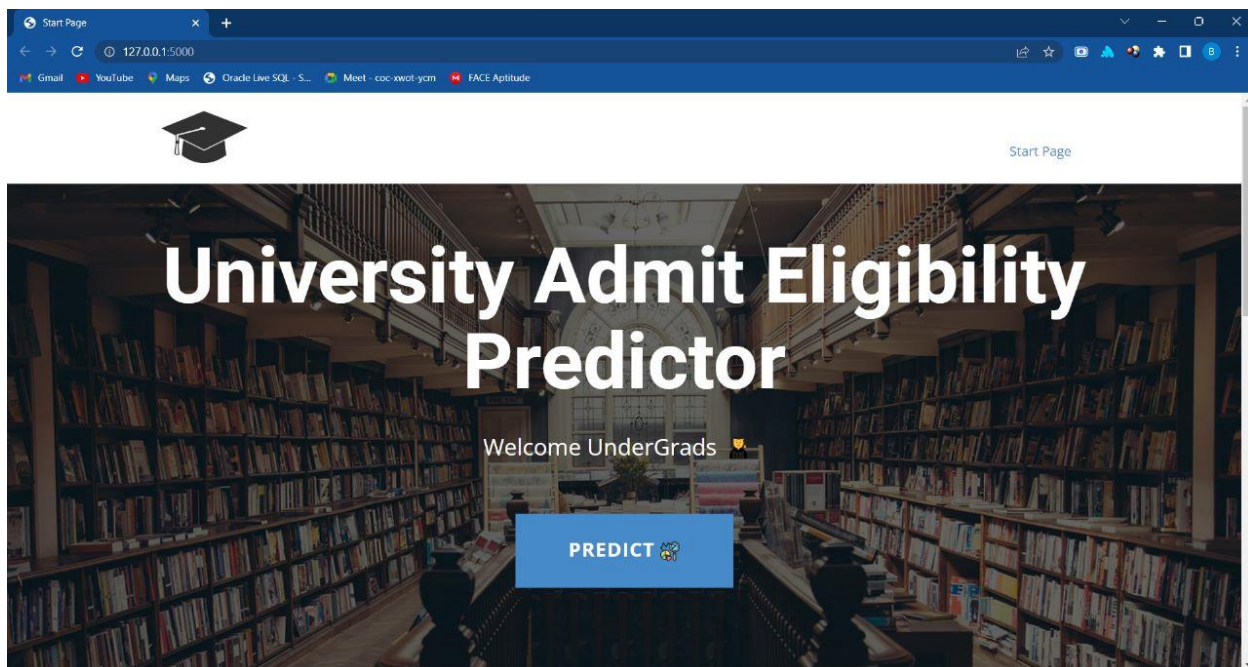 Start Page
127.0.0.1:5000
Gmail YouTube Maps Oracle Live SQL - S... Meet - coc-xwot-ycm FACE Aptitude
B
Start Page
University Admit Eligibility
Predictor
Welcome UnderGrads
PREDICT